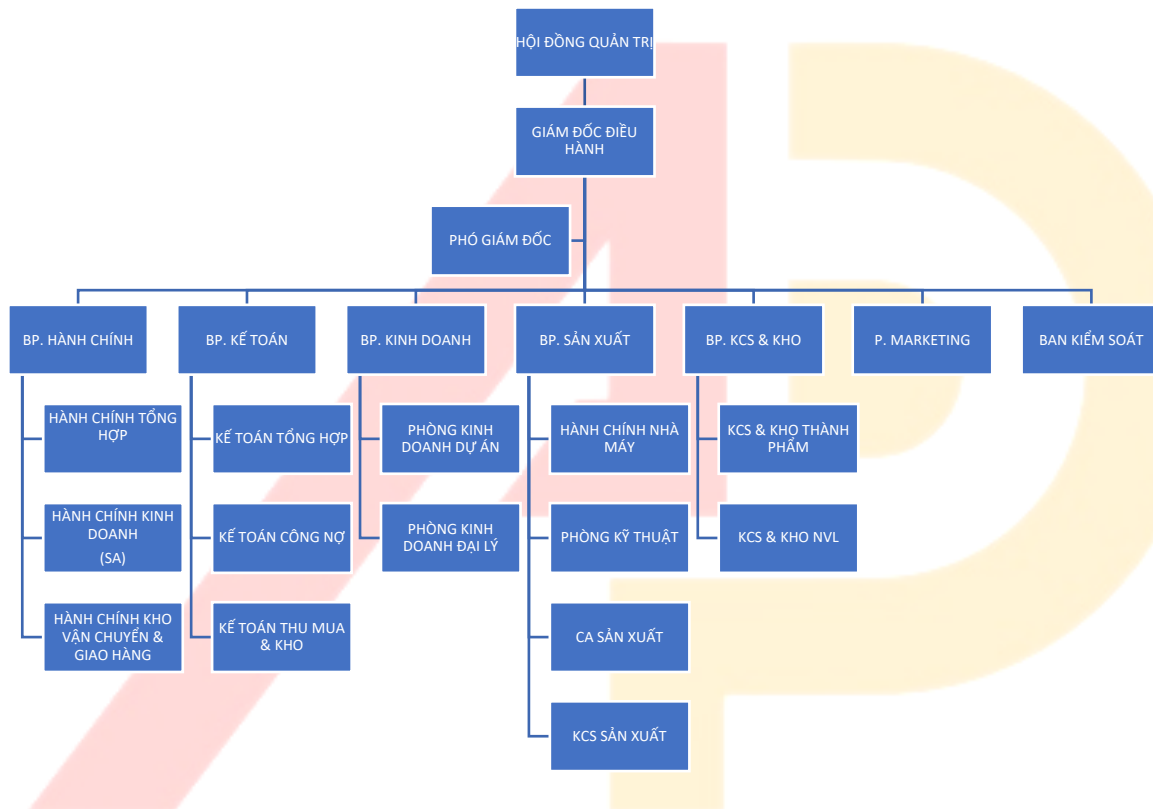 HỘI ĐỒNG QUẢN TRỊ
GIÁM ĐỐC ĐIỀU
HÀNH
PHÓ GIÁM ĐỐC
BP. HÀNH CHÍNH
BP. KẾ TOÁN
BP. KINH DOANH
BP. SẢN XUẤT
BP. KCS & KHO
P. MARKETING
BAN KIỂM SOÁT
HÀNH CHÍNH TỔNG
HỢP
HÀNH CHÍNH KINH
DOANH
(SA)
HÀNH CHÍNH KHO
VẬN CHUYỂN &
GIAO HÀNG
KẾ TOÁN TỔNG HỢP
KẾ TOÁN CÔNG NỢ
KẾ TOÁN THU MUA
& KHO
PHÒNG KINH
DOANH DỰ ÁN
PHÒNG KINH
DOANH ĐẠI LÝ
HÀNH CHÍNH NHÀ
MÁY
PHÒNG KỸ THUẬT
CA SẢN XUẤT
KCS SẢN XUẤT
KCS & KHO THÀNH
PHẨM
KCS & KHO NVL